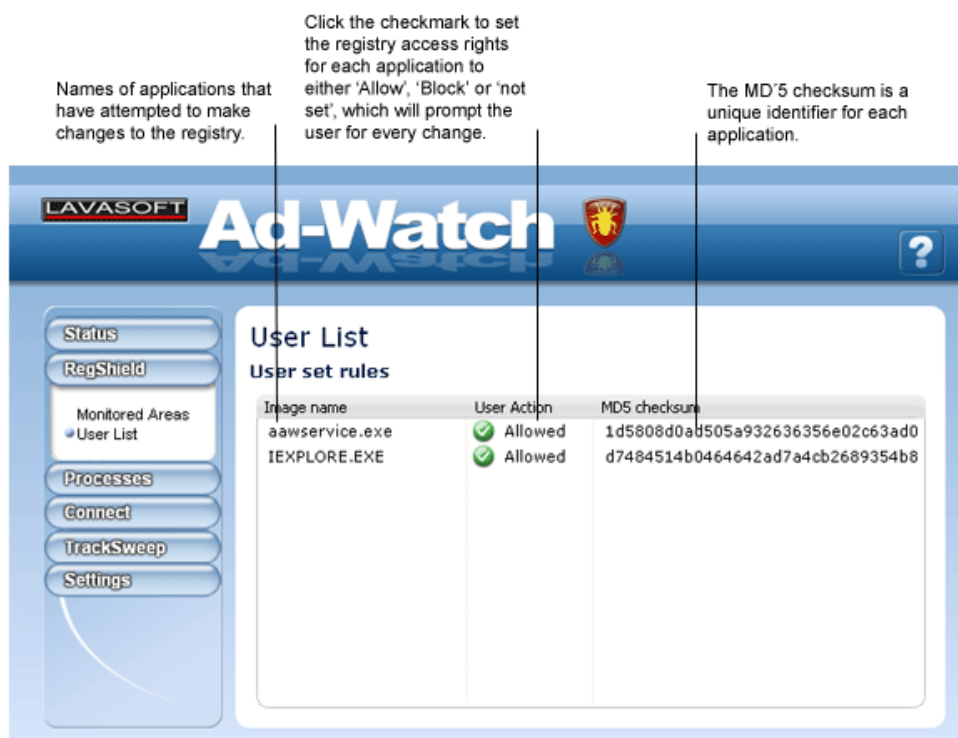 Click the checkmark to set
the registry access rights
for each application to
either 'Allow', 'Block' or 'not
set', which will prompt the
user for every change.
Names of applications that
have attempted to make
changes to the registry.
The MD´5 checksum is a
unique identifier for each
application.
LAVASOFT
Ad-Watch
?
Status
RegShield
Monitored Areas
User List
Processes
Connect
TrackSweep
Settings
User List
User set rules
Image name User Action MD5 checksum
aawservice.exe Allowed 1d5808d0ad505a932636356e02c63ad0
IEXPLORE.EXE Allowed d7484514b0464642ad7a4cb2689354b8